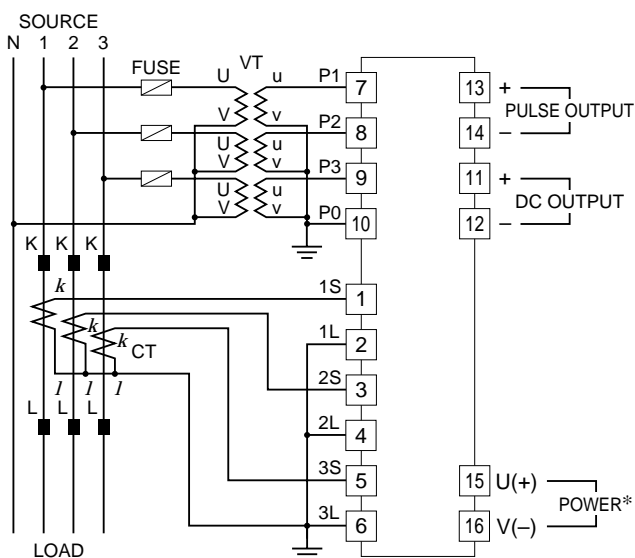 SOURCE
N 1 2 3
FUSE
VT
U u P1 7
V v
U u P2 8
V v
U u P3 9
V v
P0 10
13 +
PULSE OUTPUT
14 –
11 +
DC OUTPUT
12 –
K K K
k k k CT
l l l
L L L
1S 1
1L 2
2S 3
2L 4
3S 5
3L 6
15 U(+)
POWER*
16 V(–)
LOAD